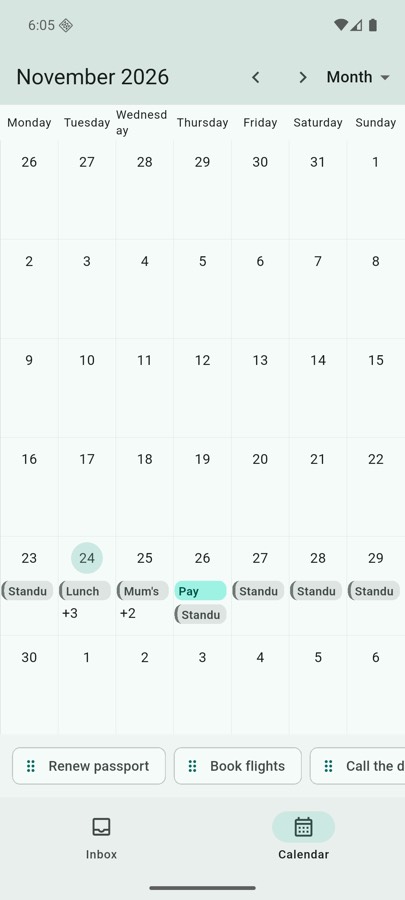 6:05
November 2026
Month
Monday Tuesday Wednesd
ay Thursday Friday Saturday Sunday
26 27 28 29 30 31 1
2 3 4 5 6 7 8
9 10 11 12 13 14 15
16 17 18 19 20 21 22
23 24 25 26 27 28 29
Standu Lunch Mum's Pay Standu Standu Standu
+3 +2 Standu
30 1 2 3 4 5 6
Renew passport Book flights Call the d
Inbox Calendar